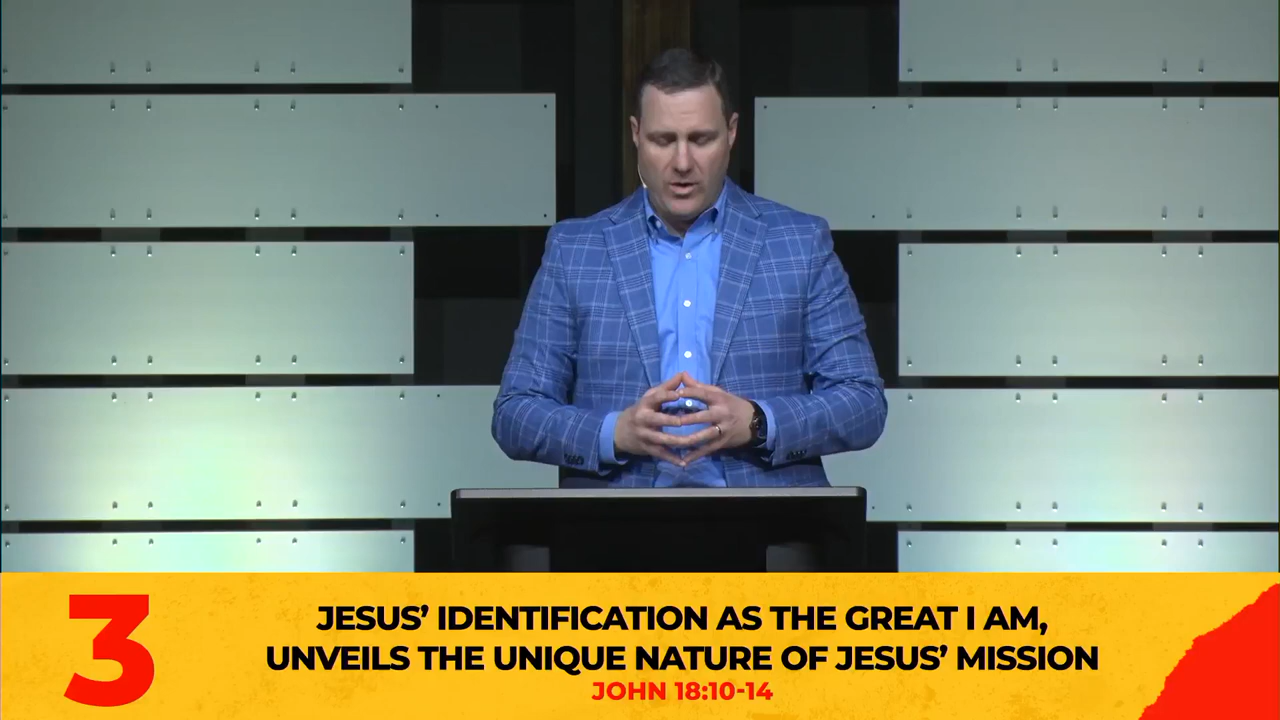 3
JESUS' IDENTIFICATION AS THE GREAT I AM,
UNVEILS THE UNIQUE NATURE OF JESUS' MISSION
JOHN 18:10-14